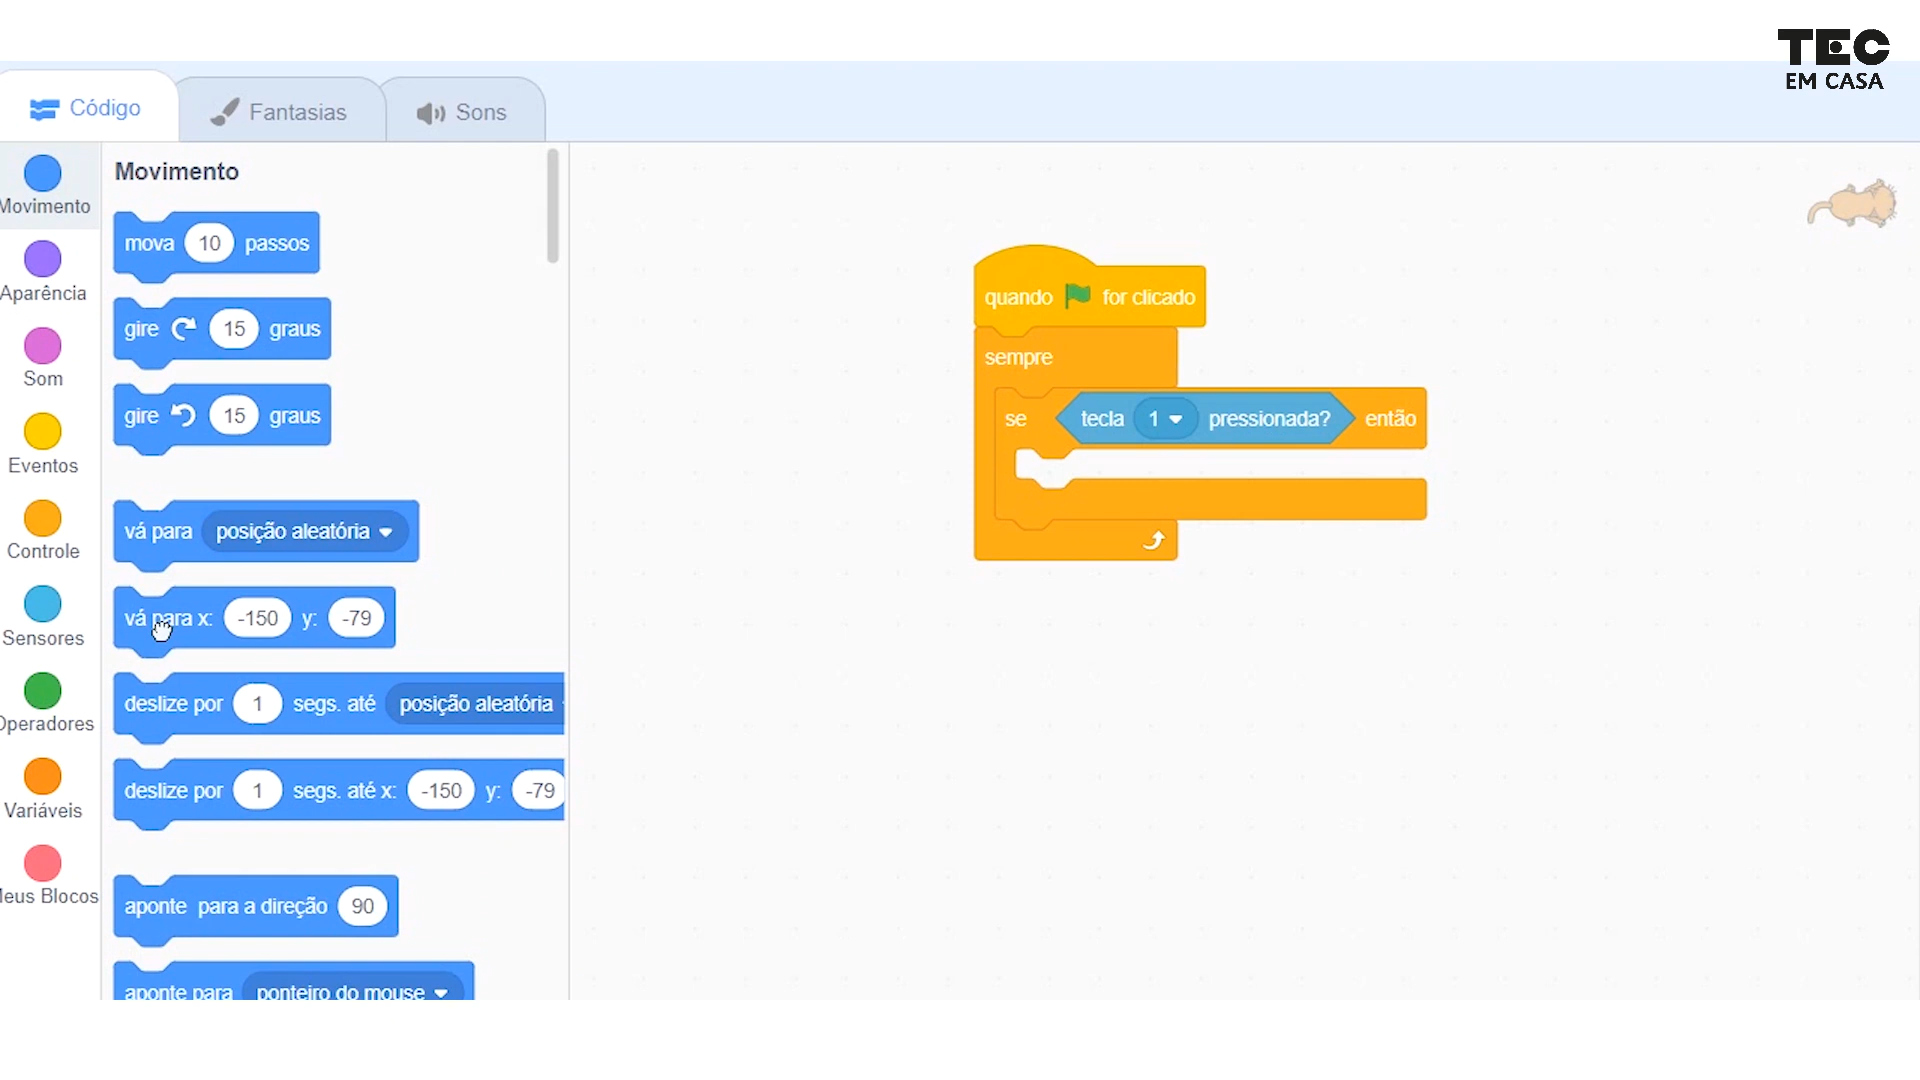 TEC
EM CASA
Código
Fantasias
Sons
Movimento
Aparência
Som
Eventos
Controle
Sensores
Operadores
Variáveis
Meus Blocos
Movimento
mova 10 passos
gire 15 graus
gire 15 graus
vá para posição aleatória
vá para x: -150 y: -79
deslize por 1 segs. até posição aleatória
deslize por 1 segs. até x: -150 y: -79
aponte para a direção 90
aponte para ponteiro do mouse
quando for clicado
sempre
se tecla 1 pressionada? então